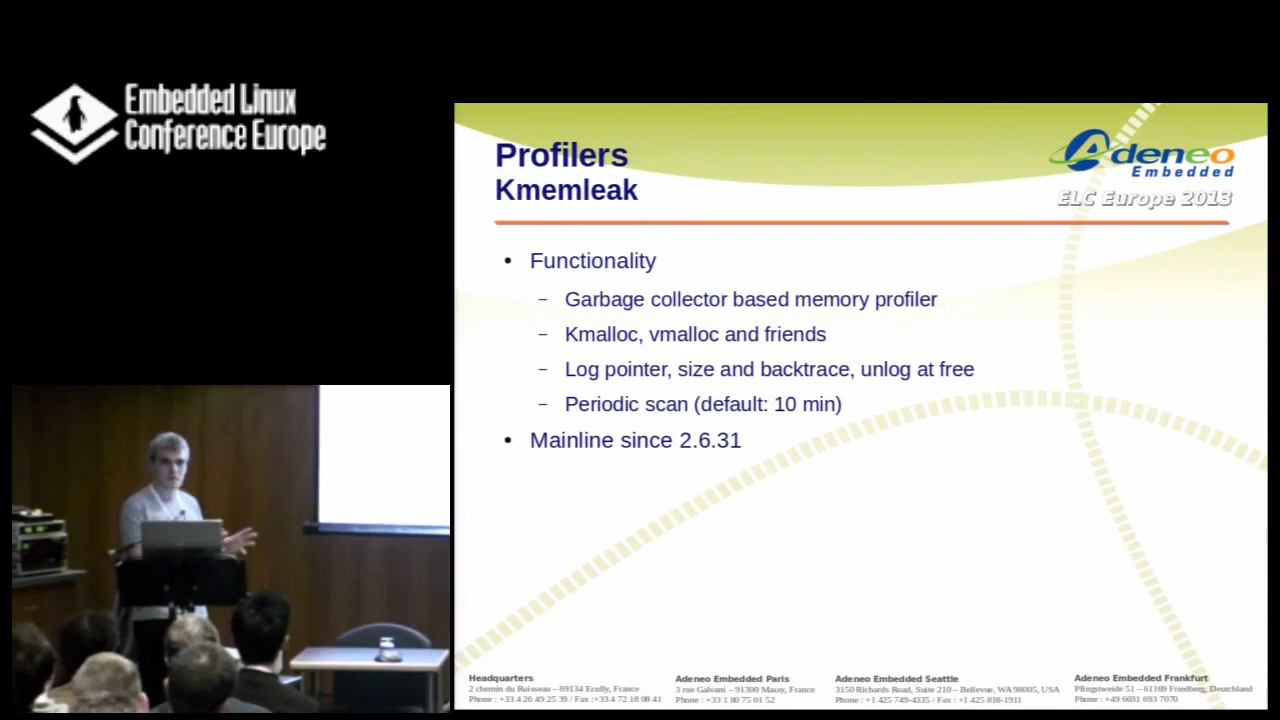 Embedded Linux
Conference Europe
Profilers
Kmemleak
Adeneo
Embedded
ELC Europe 2013
• Functionality
– Garbage collector based memory profiler
– Kmalloc, vmalloc and friends
– Log pointer, size and backtrace, unlog at free
– Periodic scan (default: 10 min)
• Mainline since 2.6.31
Headquarters
2 chemin du Ruisseau – 69134 Ecully, France
Phone : +33 4 26 49 25 39 / Fax :+33 4 72 18 08 41
Adeneo Embedded Paris
3 rue Galvani – 91300 Massy, France
Phone : +33 1 80 75 01 52
Adeneo Embedded Seattle
3150 Richards Road, Suite 210 – Bellevue, WA 98005, USA
Phone : +1 425 749-4335 / Fax : +1 425 818-1911
Adeneo Embedded Frankfurt
Pfingstweide 51 – 61169 Friedberg, Deutchland
Phone : +49 6031 693 7070